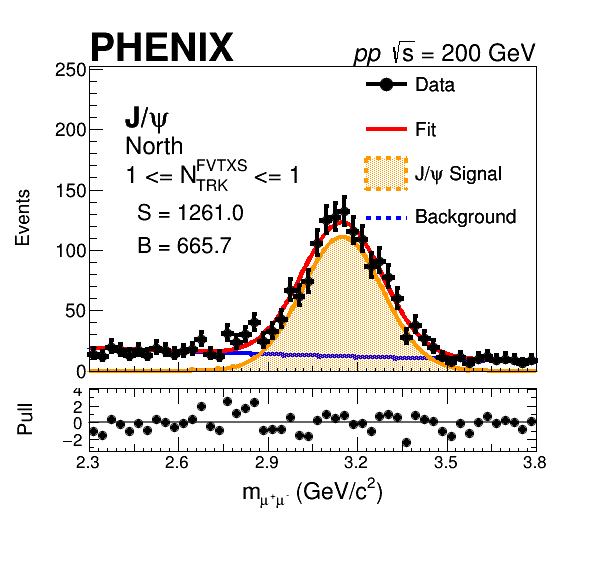 PHENIX
pp √s = 200 GeV
J/ψ
North
1 <= N_TRK^FVTXS <= 1
S = 1261.0
B = 665.7
Data
Fit
J/ψ Signal
Background
Events
250
200
150
100
50
0
Pull
4
2
0
−2
2.3 2.6 2.9 3.2 3.5 3.8
m_μ⁺μ⁻ (GeV/c²)